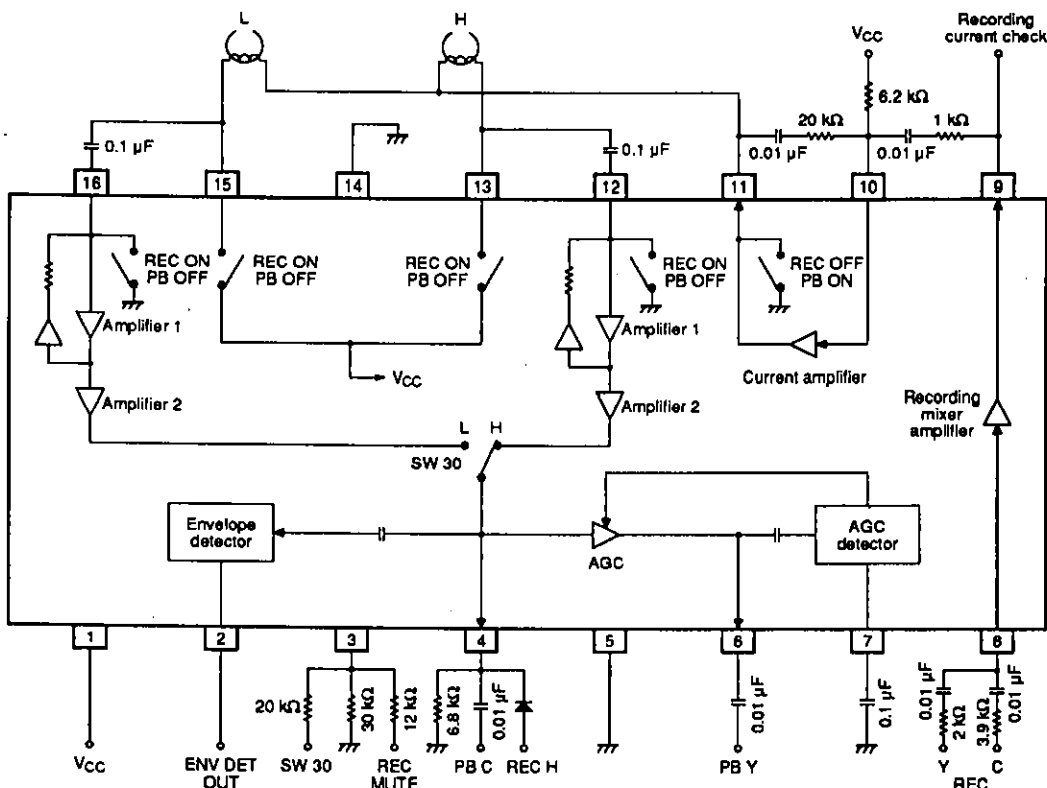 L
H
VCC
Recording
current check
6.2 kΩ
20 kΩ
1 kΩ
0.1 µF
0.1 µF
0.01 µF
0.01 µF
16
15
14
13
12
11
10
9
REC ON
PB OFF
REC ON
PB OFF
REC ON
PB OFF
REC ON
PB OFF
REC OFF
PB ON
Amplifier 1
Amplifier 1
VCC
Current amplifier
Amplifier 2
Amplifier 2
Recording
mixer
amplifier
L
H
SW 30
Envelope
detector
AGC
AGC
detector
1
2
3
4
5
6
7
8
20 kΩ
30 kΩ
12 kΩ
6.8 kΩ
0.01 µF
0.01 µF
0.1 µF
0.01 µF
2 kΩ
3.9 kΩ
0.01 µF
VCC
ENV DET
OUT
SW 30
REC
MUTE
PB C
REC H
PB Y
Y
C
REC